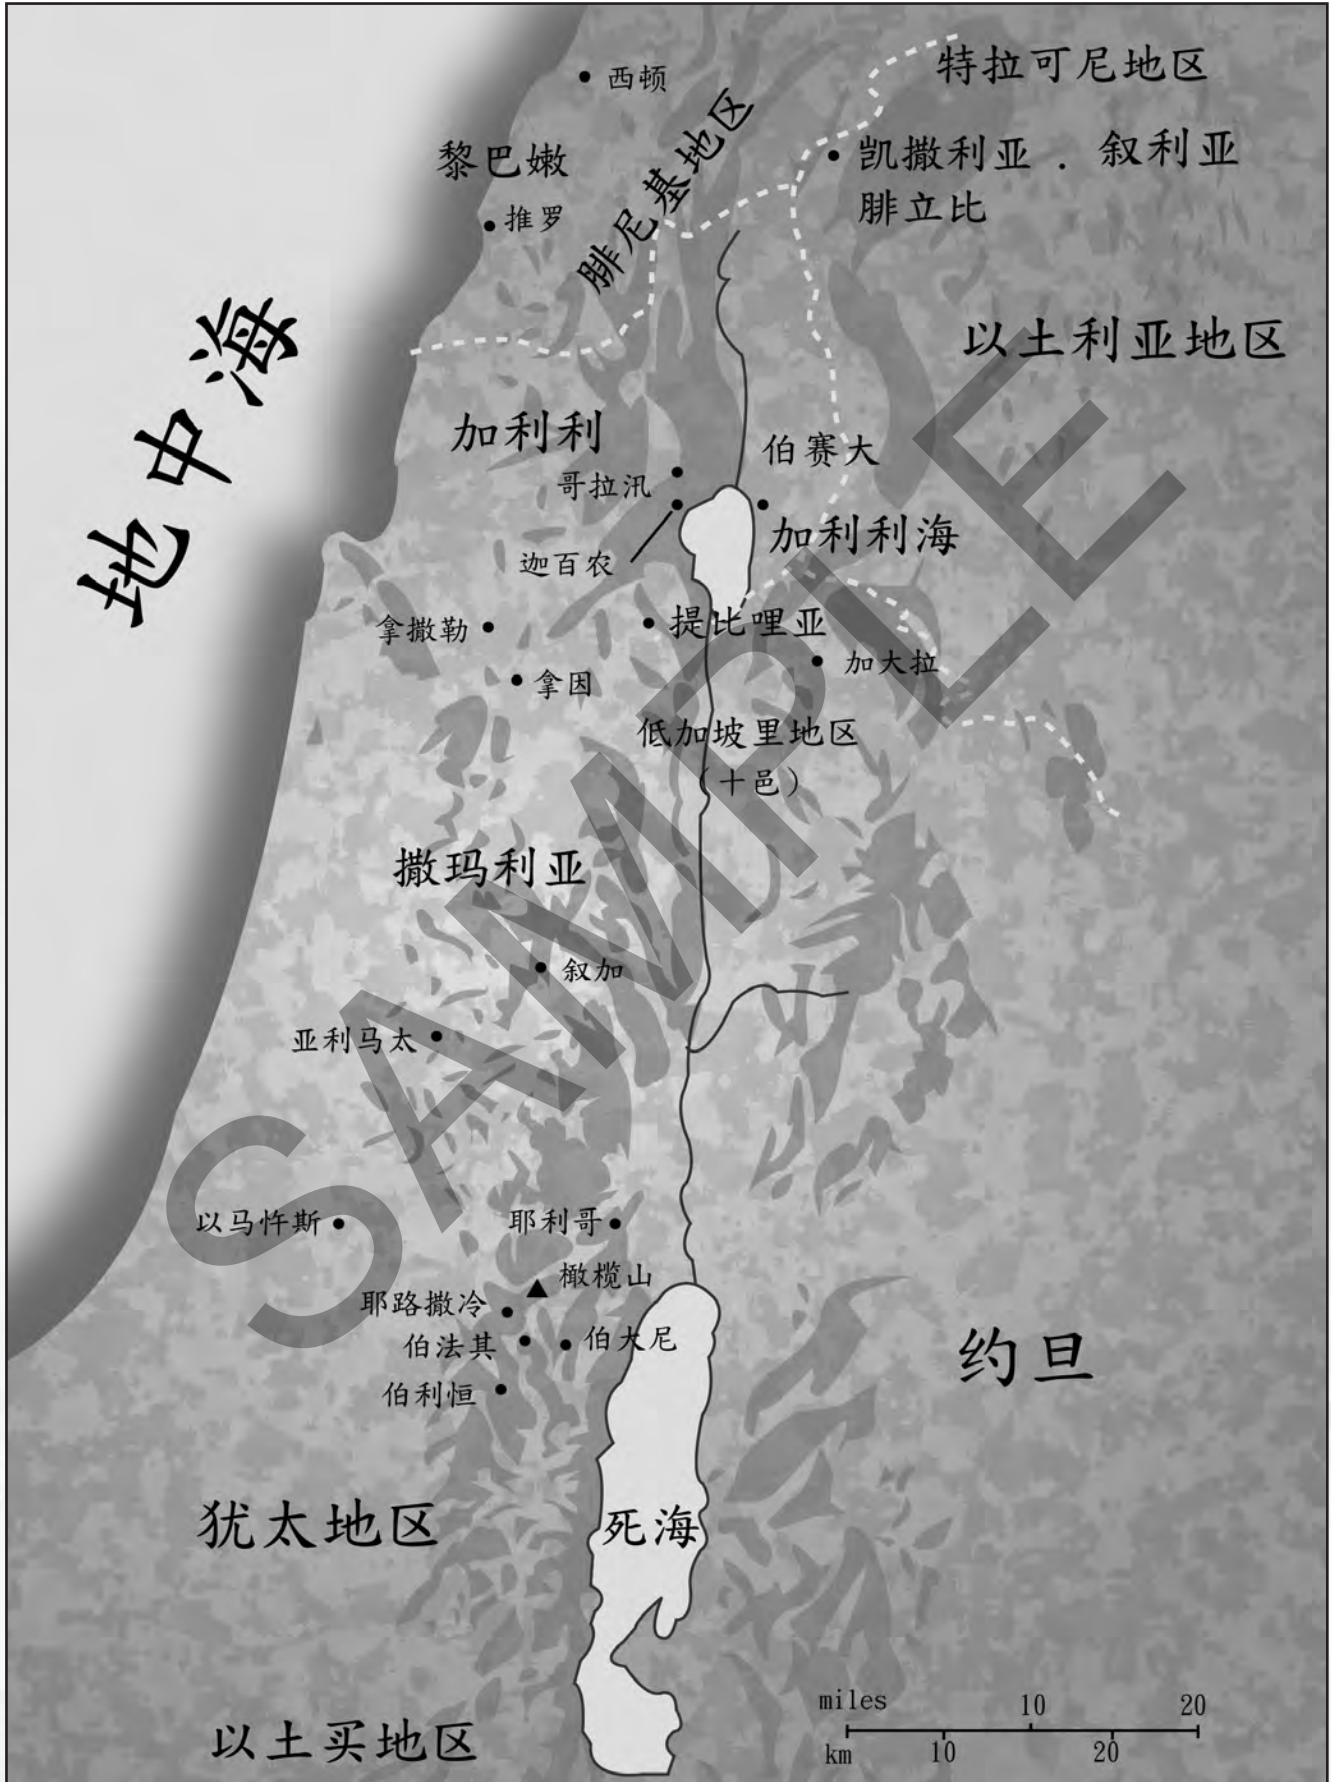 特拉可尼地区
西顿
凯撒利亚 . 叙利亚
腓立比
黎巴嫩
腓尼基地区
推罗
地中海
以土利亚地区
加利利
伯赛大
哥拉汛
加利利海
迦百农
拿撒勒
提比哩亚
加大拉
拿因
低加坡里地区
（十邑）
撒玛利亚
叙加
亚利马太
以马忤斯
耶利哥
橄榄山
耶路撒冷
伯法其
伯大尼
伯利恒
约旦
犹太地区
死海
以土买地区
miles 10 20
km 10 20
SAMPLE